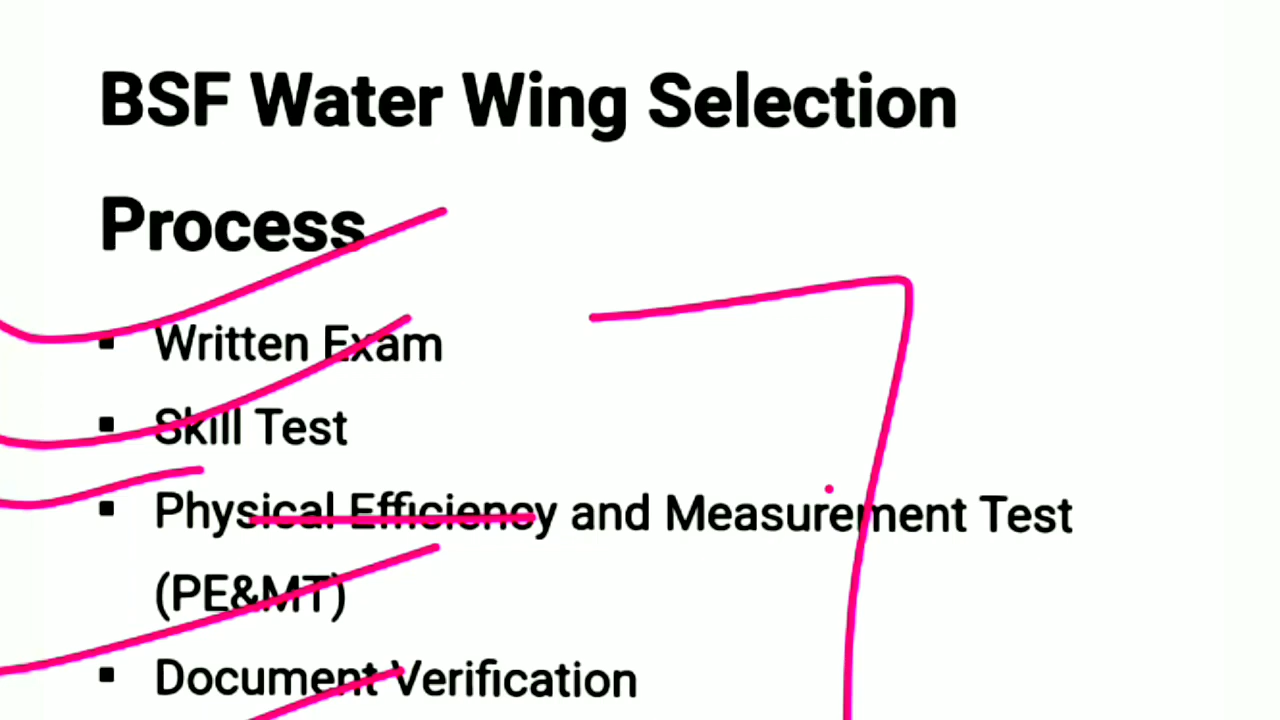 BSF Water Wing Selection
Process
▪ Written Exam
▪ Skill Test
▪ Physical Efficiency and Measurement Test
(PE&MT)
▪ Document Verification